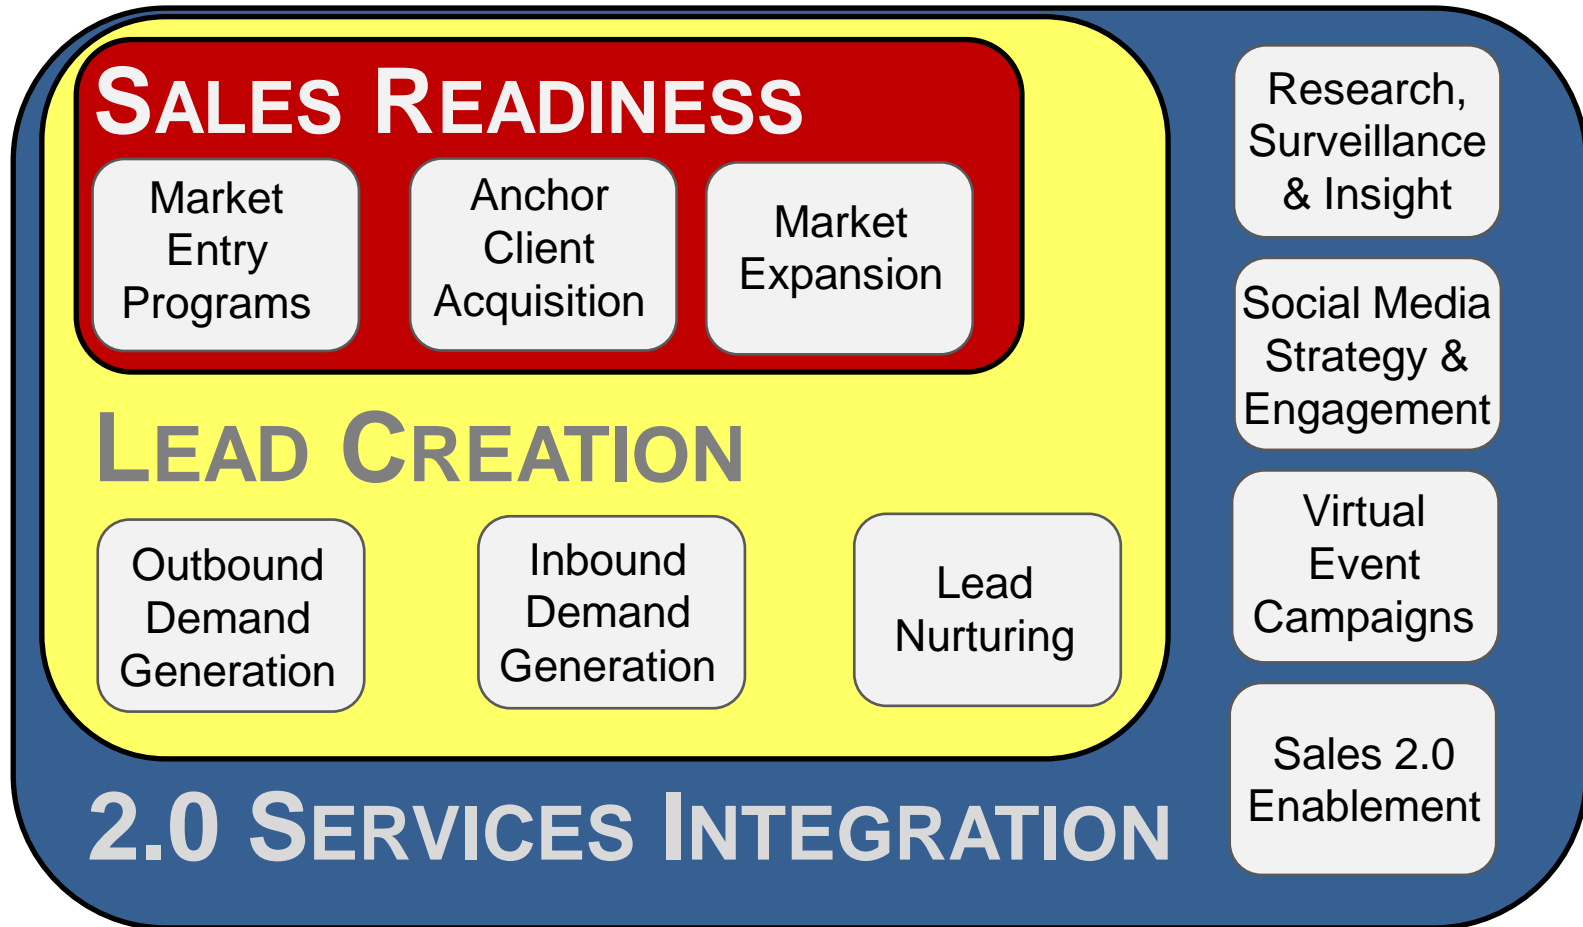 SALES READINESS
Market
Entry
Programs
Anchor
Client
Acquisition
Market
Expansion
LEAD CREATION
Outbound
Demand
Generation
Inbound
Demand
Generation
Lead
Nurturing
2.0 SERVICES INTEGRATION
Research,
Surveillance
& Insight
Social Media
Strategy &
Engagement
Virtual
Event
Campaigns
Sales 2.0
Enablement